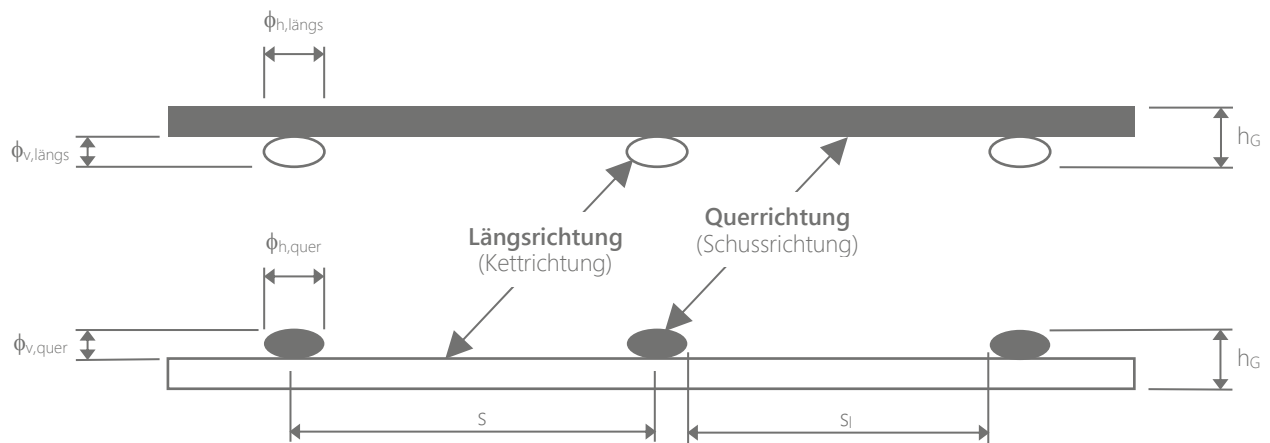 ϕh,längs
ϕv,längs
hG
Längsrichtung
(Kettrichtung)
Querrichtung
(Schussrichtung)
ϕh,quer
ϕv,quer
hG
s
sl